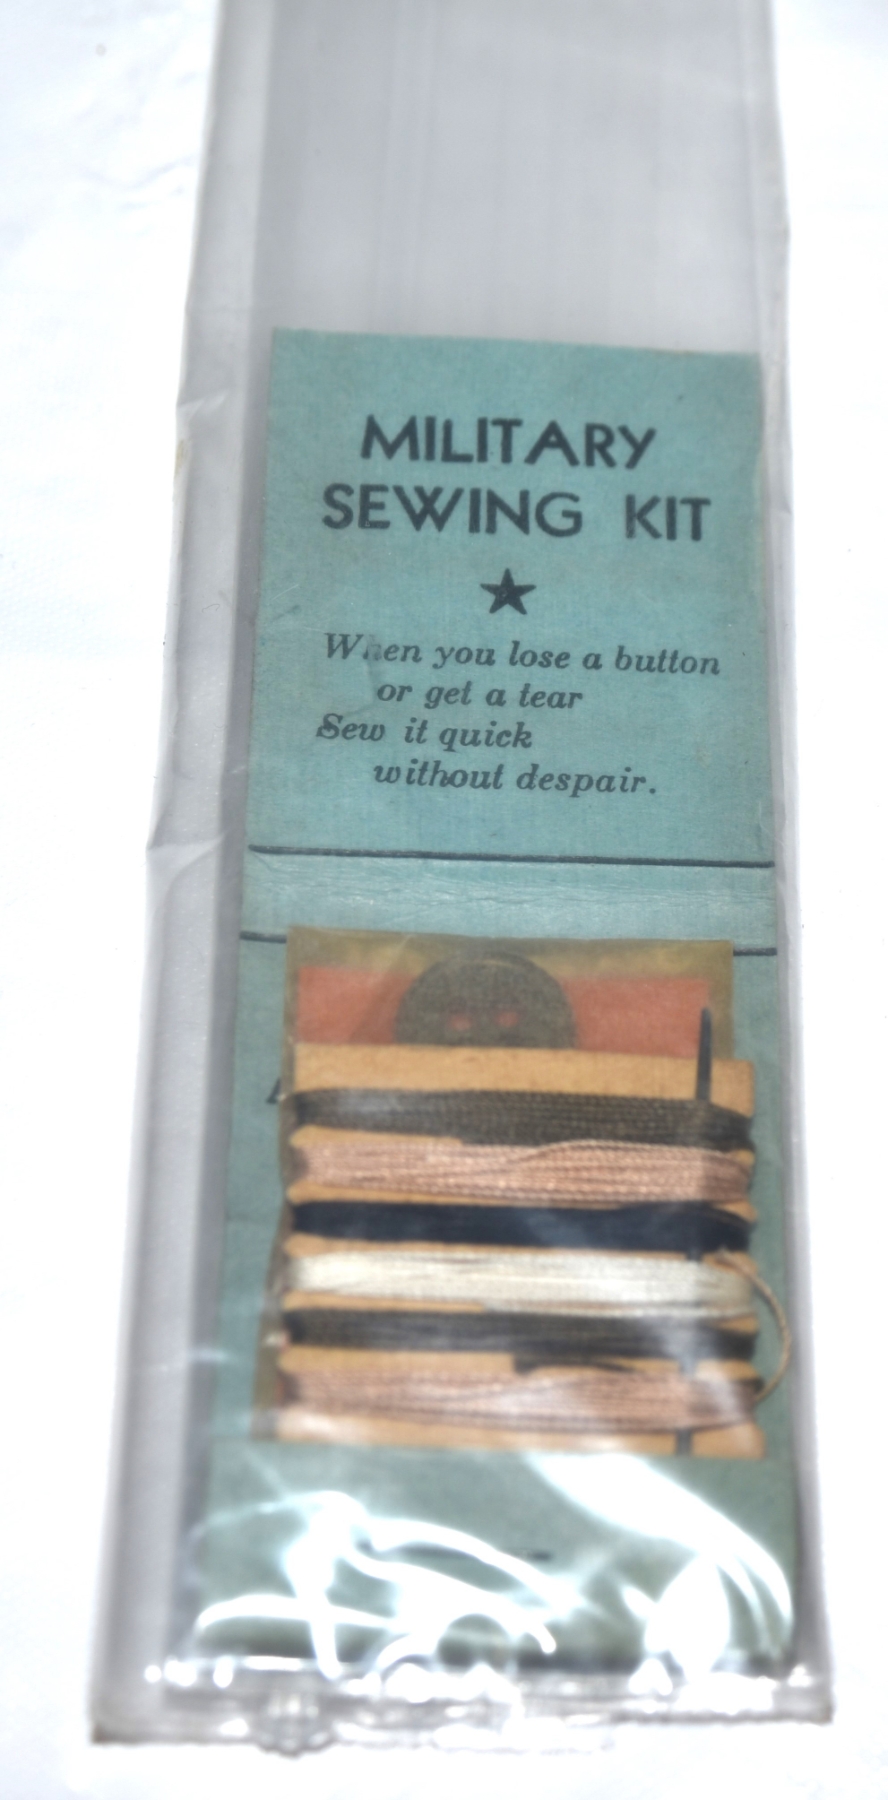 MILITARY
SEWING KIT
When you lose a button
or get a tear
Sew it quick
without despair.